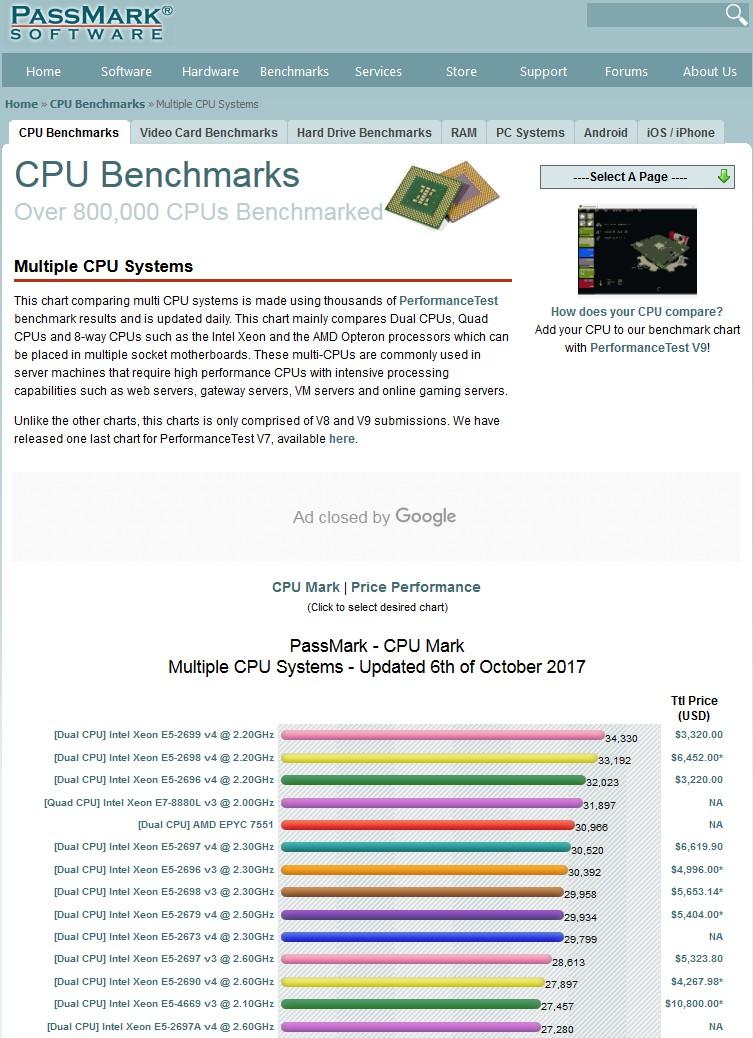 PASSMARK®
SOFTWARE
Home Software Hardware Benchmarks Services Store Support Forums About Us
Home » CPU Benchmarks » Multiple CPU Systems
CPU Benchmarks Video Card Benchmarks Hard Drive Benchmarks RAM PC Systems Android iOS / iPhone
CPU Benchmarks
Over 800,000 CPUs Benchmarked
----Select A Page ----
Multiple CPU Systems
This chart comparing multi CPU systems is made using thousands of PerformanceTest
benchmark results and is updated daily. This chart mainly compares Dual CPUs, Quad
CPUs and 8-way CPUs such as the Intel Xeon and the AMD Opteron processors which can
be placed in multiple socket motherboards. These multi-CPUs are commonly used in
server machines that require high performance CPUs with intensive processing
capabilities such as web servers, gateway servers, VM servers and online gaming servers.
Unlike the other charts, this charts is only comprised of V8 and V9 submissions. We have
released one last chart for PerformanceTest V7, available here.
How does your CPU compare?
Add your CPU to our benchmark chart
with PerformanceTest V9!
Ad closed by Google
CPU Mark | Price Performance
(Click to select desired chart)
PassMark - CPU Mark
Multiple CPU Systems - Updated 6th of October 2017
Ttl Price
(USD)
[Dual CPU] Intel Xeon E5-2699 v4 @ 2.20GHz 34,330 $3,320.00
[Dual CPU] Intel Xeon E5-2698 v4 @ 2.20GHz 33,192 $6,452.00*
[Dual CPU] Intel Xeon E5-2696 v4 @ 2.20GHz 32,023 $3,220.00
[Quad CPU] Intel Xeon E7-8880L v3 @ 2.00GHz 31,897 NA
[Dual CPU] AMD EPYC 7551 30,966 NA
[Dual CPU] Intel Xeon E5-2697 v4 @ 2.30GHz 30,520 $6,619.90
[Dual CPU] Intel Xeon E5-2696 v3 @ 2.30GHz 30,392 $4,996.00*
[Dual CPU] Intel Xeon E5-2698 v3 @ 2.30GHz 29,958 $5,653.14*
[Dual CPU] Intel Xeon E5-2679 v4 @ 2.50GHz 29,934 $5,404.00*
[Dual CPU] Intel Xeon E5-2673 v4 @ 2.30GHz 29,799 NA
[Dual CPU] Intel Xeon E5-2697 v3 @ 2.60GHz 28,613 $5,323.80
[Dual CPU] Intel Xeon E5-2690 v4 @ 2.60GHz 27,897 $4,267.98*
[Dual CPU] Intel Xeon E5-4669 v3 @ 2.10GHz 27,457 $10,800.00*
[Dual CPU] Intel Xeon E5-2697A v4 @ 2.60GHz 27,280 NA